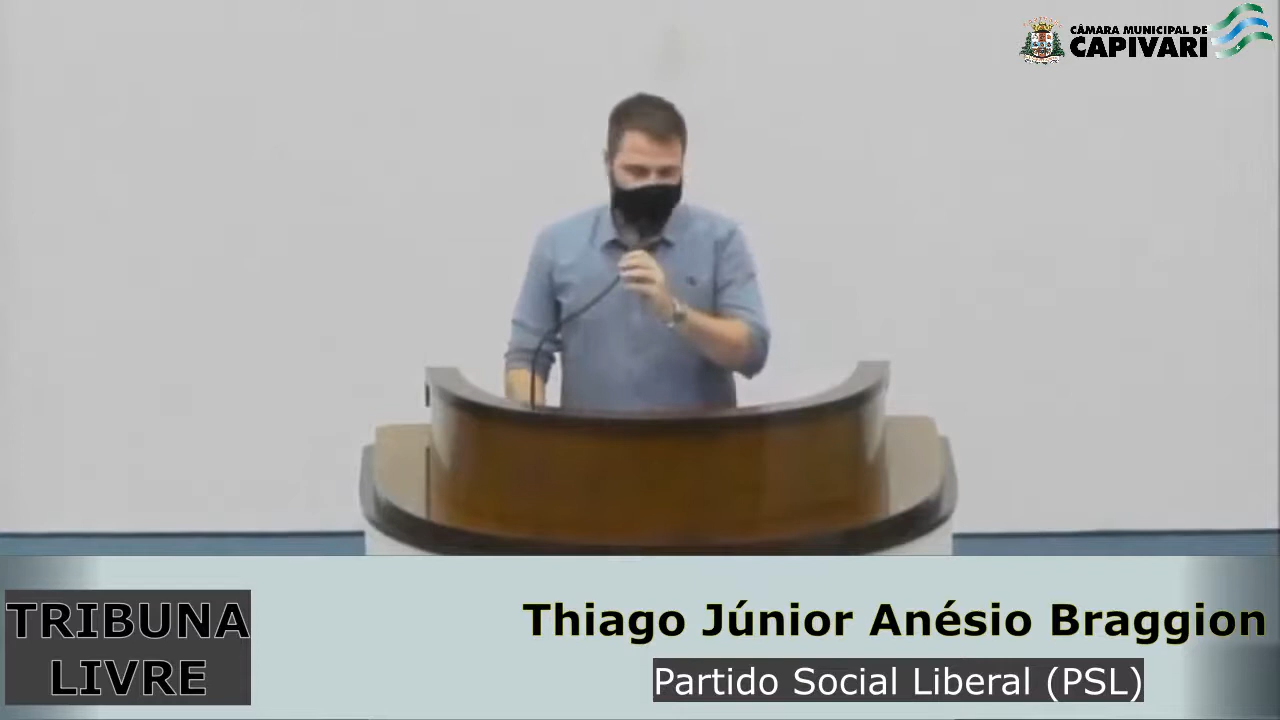 CÂMARA MUNICIPAL DE
CAPIVARI
TRIBUNA
LIVRE
Thiago Júnior Anésio Braggion
Partido Social Liberal (PSL)